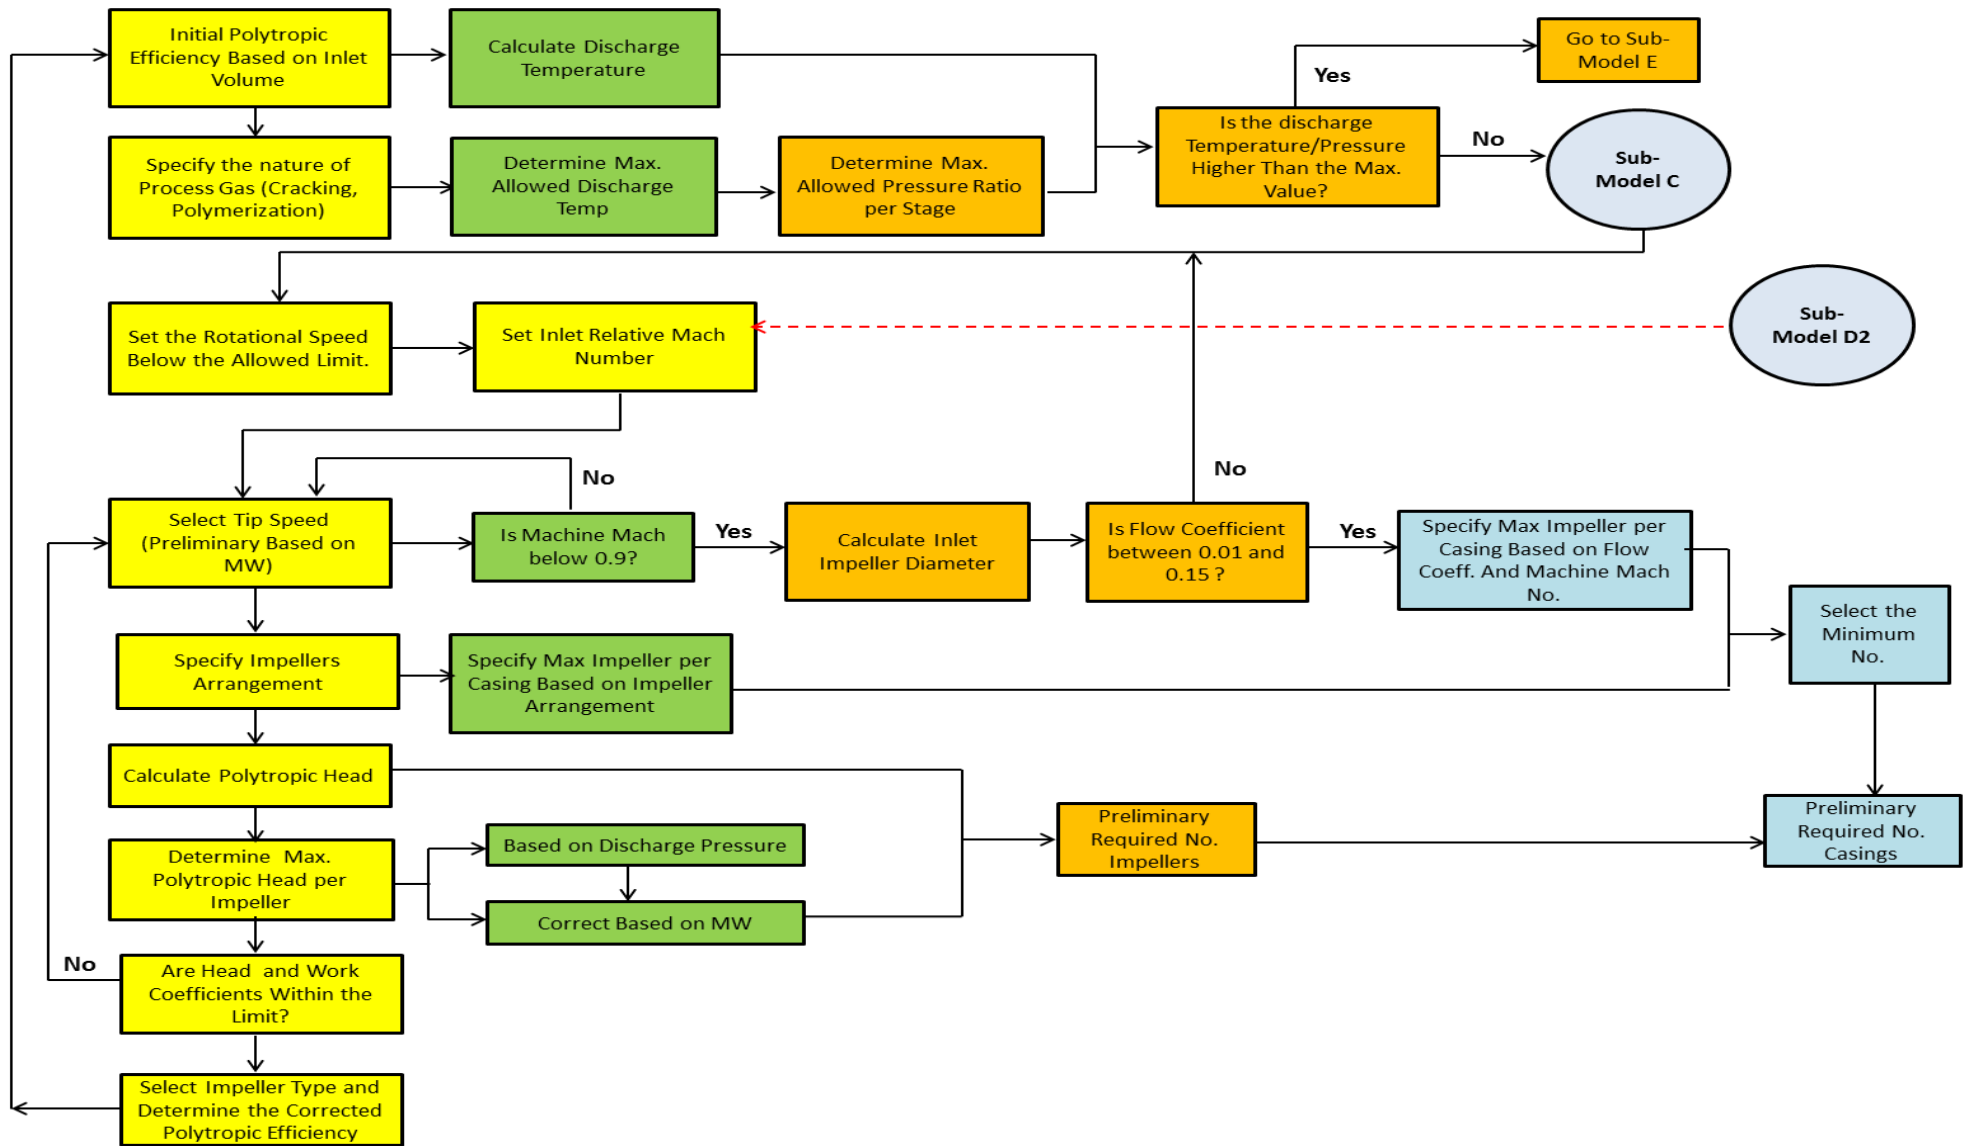 Initial Polytropic
Efficiency Based on Inlet
Volume
Calculate Discharge
Temperature
Go to Sub-
Model E
Yes
Specify the nature of
Process Gas (Cracking,
Polymerization)
Determine Max.
Allowed Discharge
Temp
Determine Max.
Allowed Pressure Ratio
per Stage
Is the discharge
Temperature/Pressure
Higher Than the Max.
Value?
No
Sub-
Model C
Set the Rotational Speed
Below the Allowed Limit.
Set Inlet Relative Mach
Number
Sub-
Model D2
No
No
Select Tip Speed
(Preliminary Based on
MW)
Is Machine Mach
below 0.9?
Yes
Calculate Inlet
Impeller Diameter
Is Flow Coefficient
between 0.01 and
0.15 ?
Yes
Specify Max Impeller per
Casing Based on Flow
Coeff. And Machine Mach
No.
Select the
Minimum
No.
Specify Impellers
Arrangement
Specify Max Impeller per
Casing Based on Impeller
Arrangement
Calculate Polytropic Head
Determine Max.
Polytropic Head per
Impeller
Based on Discharge Pressure
Correct Based on MW
Preliminary
Required No.
Impellers
Preliminary
Required No.
Casings
No
Are Head and Work
Coefficients Within the
Limit?
Select Impeller Type and
Determine the Corrected
Polytropic Efficiency